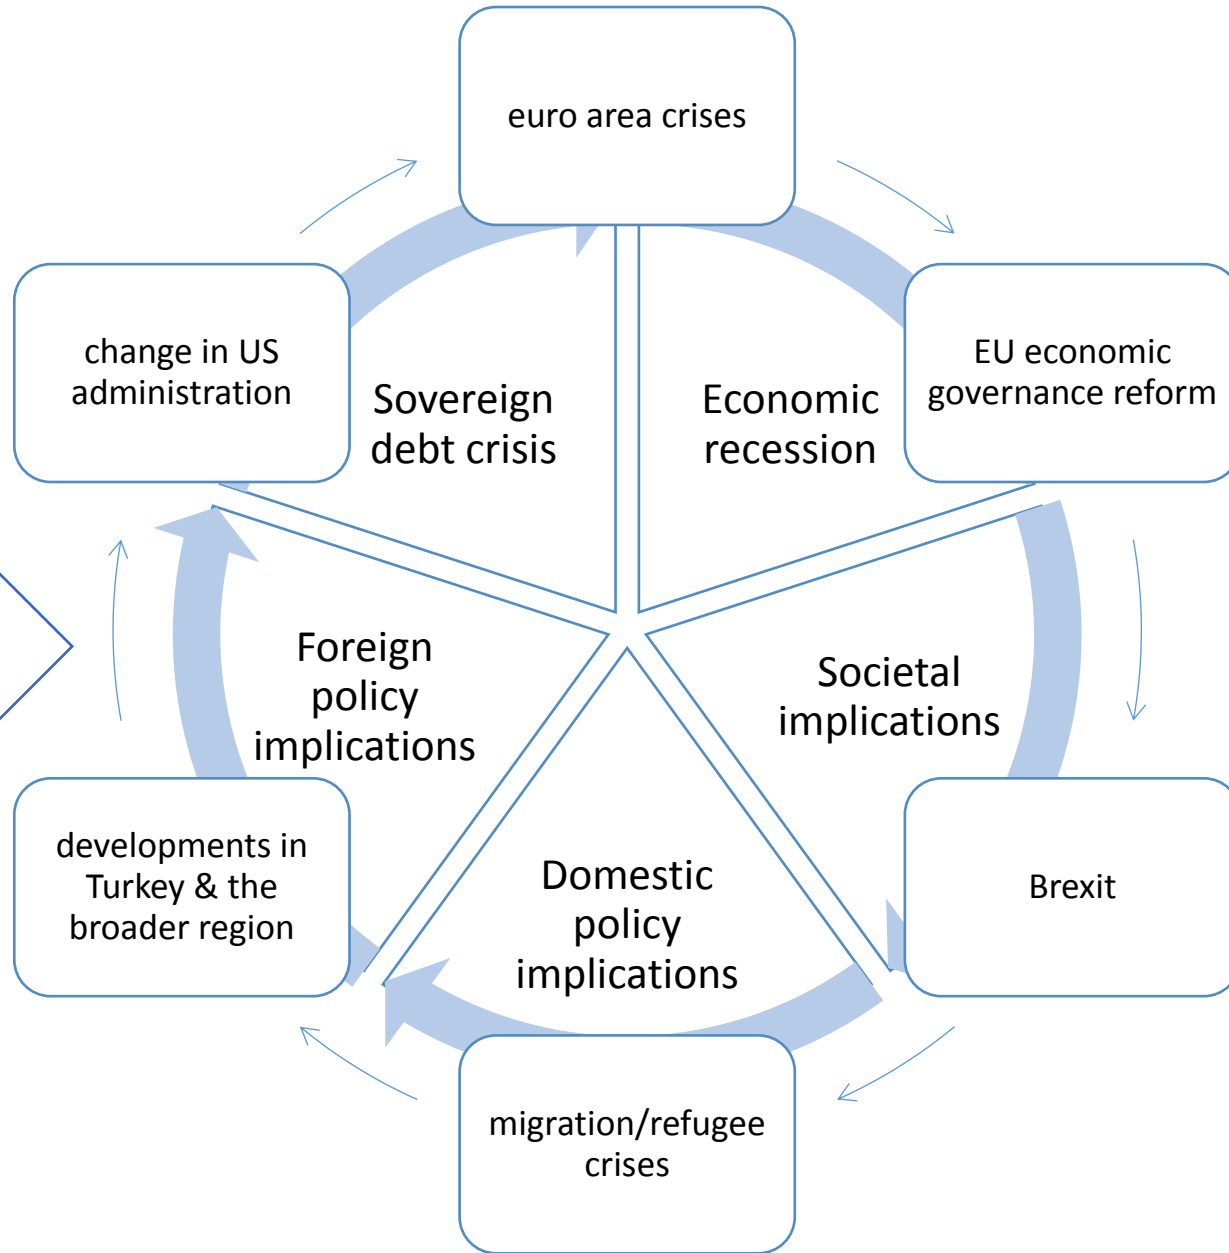 euro area crises
change in US
administration
EU economic
governance reform
Sovereign
debt crisis
Economic
recession
Foreign
policy
implications
Societal
implications
developments in
Turkey & the
broader region
Domestic
policy
implications
Brexit
migration/refugee
crises